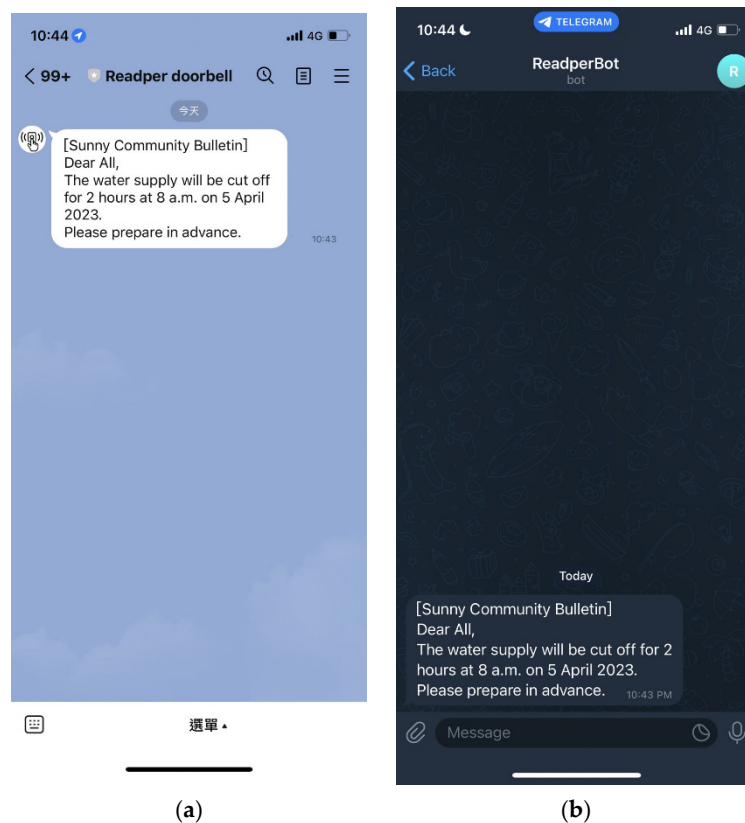 10:44
4G
99+ Readper doorbell
今天
[Sunny Community Bulletin]
Dear All,
The water supply will be cut off
for 2 hours at 8 a.m. on 5 April
2023.
Please prepare in advance.
10:43
選單
(a)
10:44
TELEGRAM
4G
Back
ReadperBot
bot
R
Today
[Sunny Community Bulletin]
Dear All,
The water supply will be cut off for 2
hours at 8 a.m. on 5 April 2023.
Please prepare in advance.
10:43 PM
Message
(b)